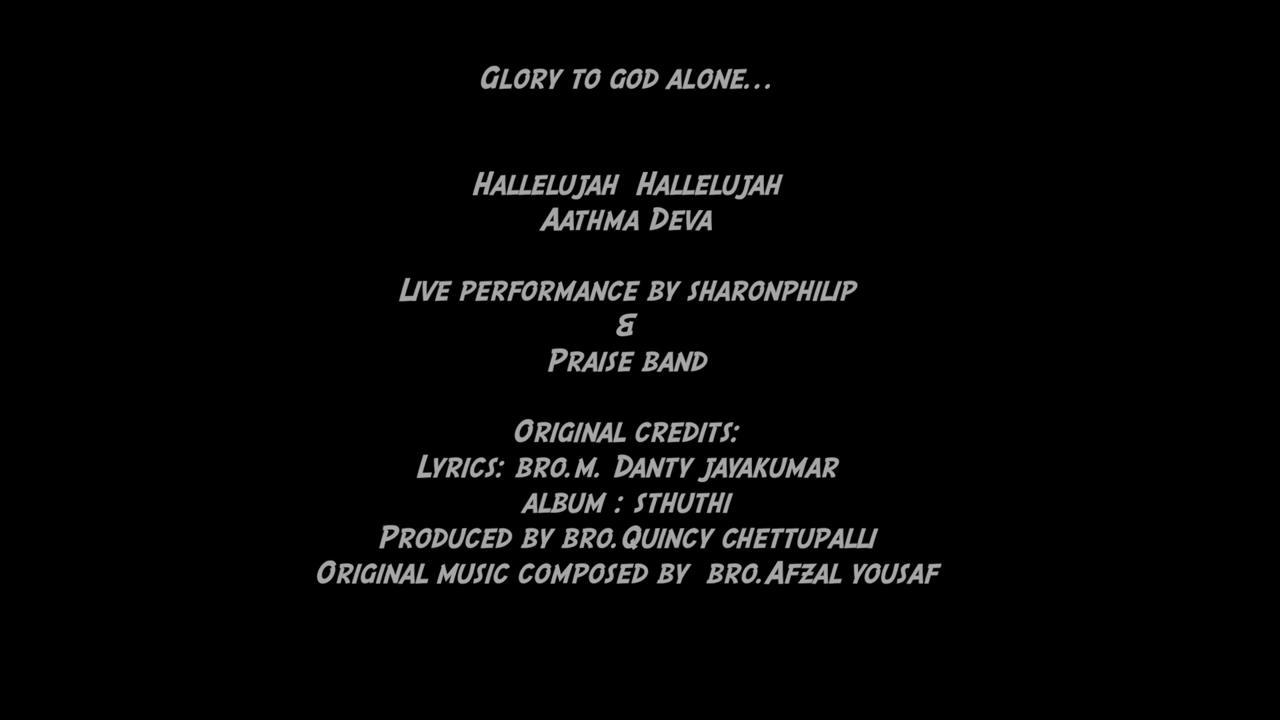 Glory to god alone...
Hallelujah Hallelujah
Aathma Deva
Live performance by sharonphilip
&
Praise band
Original credits:
Lyrics: bro.m. Danty jayakumar
album : sthuthi
Produced by bro.Quincy chettupalli
Original music composed by bro.Afzal yousaf